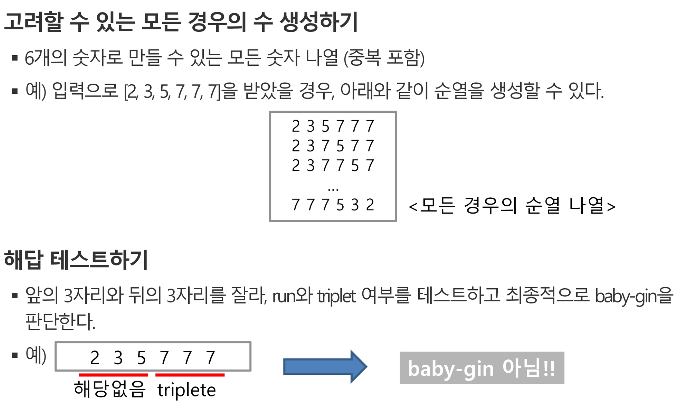 고려할 수 있는 모든 경우의 수 생성하기
▪ 6개의 숫자로 만들 수 있는 모든 숫자 나열 (중복 포함)
▪ 예) 입력으로 [2, 3, 5, 7, 7, 7]을 받았을 경우, 아래와 같이 순열을 생성할 수 있다.
2 3 5 7 7 7
2 3 7 5 7 7
2 3 7 7 5 7
...
7 7 7 5 3 2 <모든 경우의 순열 나열>
해답 테스트하기
▪ 앞의 3자리와 뒤의 3자리를 잘라, run와 triplet 여부를 테스트하고 최종적으로 baby-gin을
판단한다.
▪ 예) 2 3 5 7 7 7
해당없음 triplete
baby-gin 아님!!